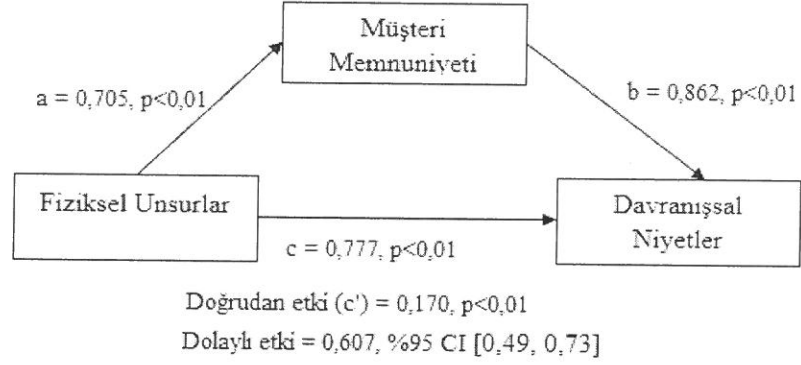 Müşteri
Memnuniyeti
a = 0,705, p<0,01
b = 0,862, p<0,01
Fiziksel Unsurlar
Davranışsal
Niyetler
c = 0,777, p<0,01
Doğrudan etki (c') = 0,170, p<0,01
Dolaylı etki = 0,607, %95 CI [0,49, 0,73]